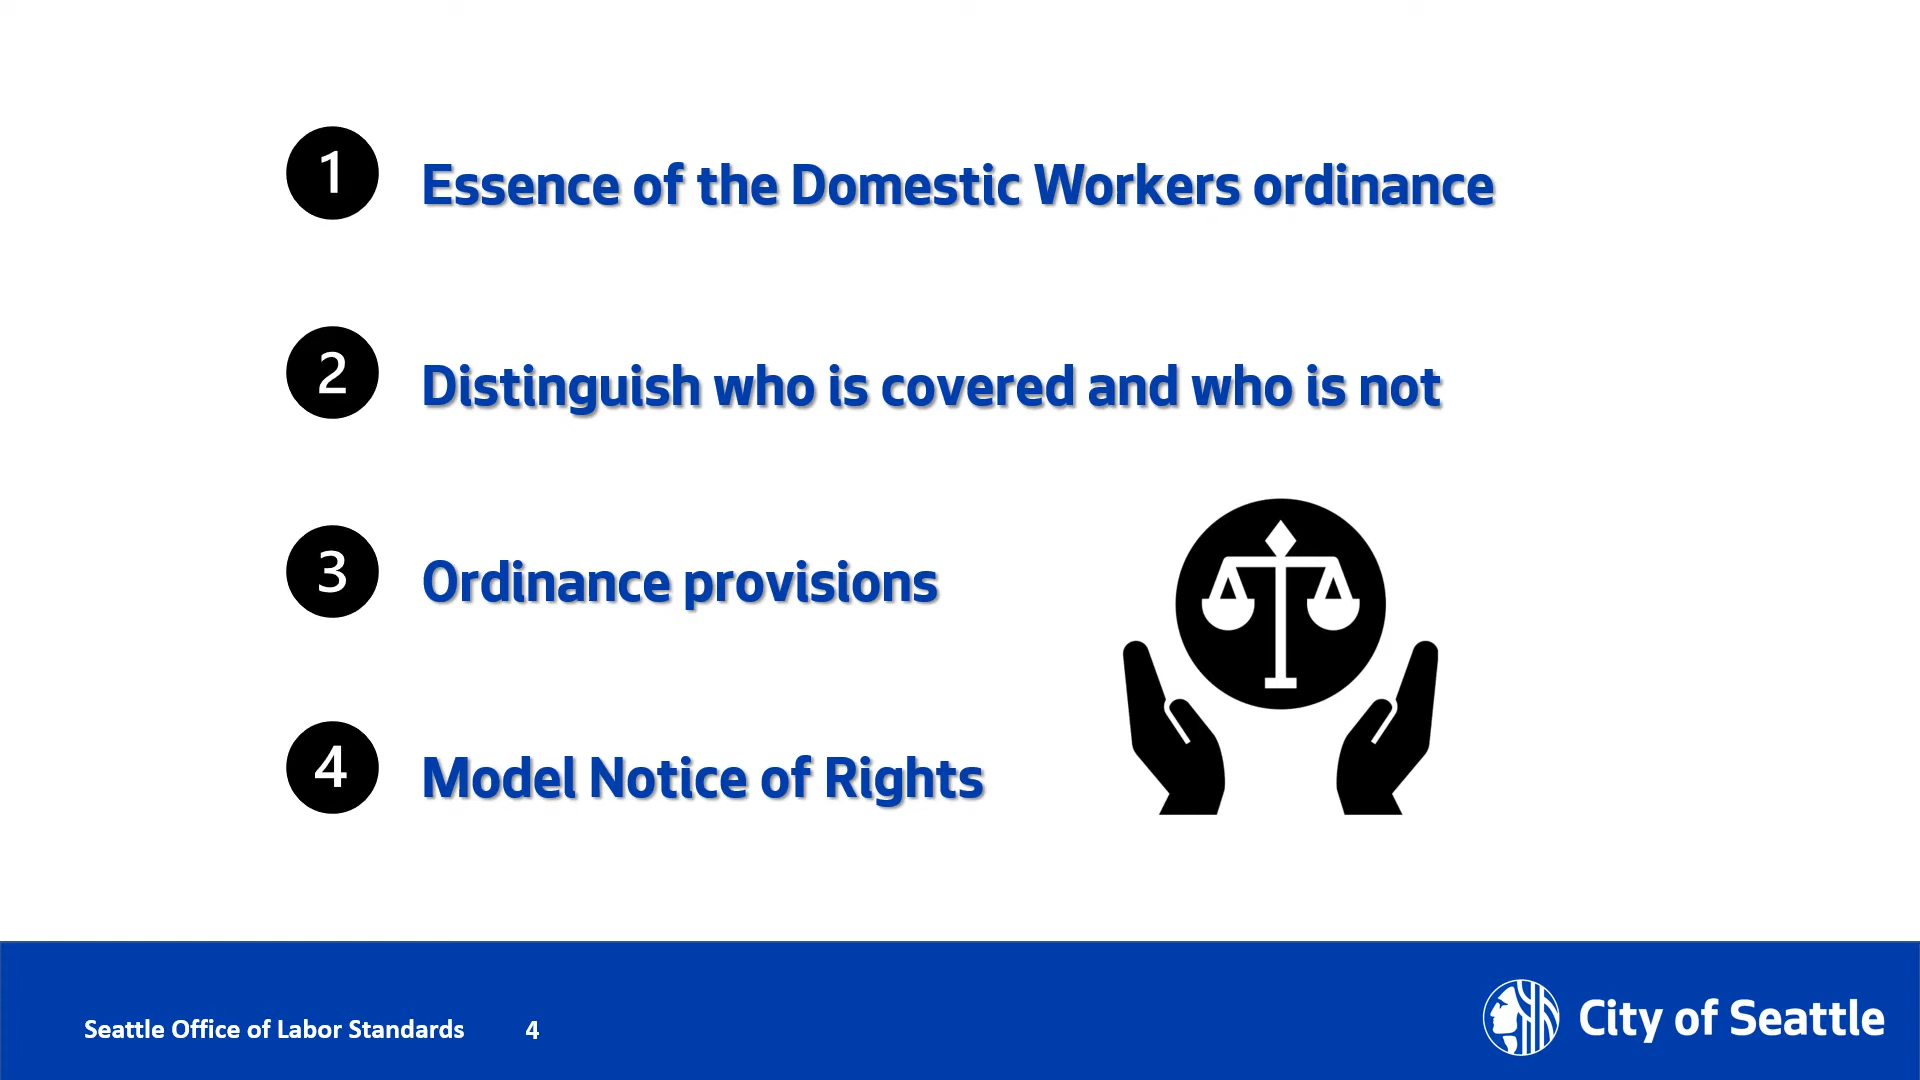 1 Essence of the Domestic Workers ordinance
2 Distinguish who is covered and who is not
3 Ordinance provisions
4 Model Notice of Rights
Seattle Office of Labor Standards 4
City of Seattle